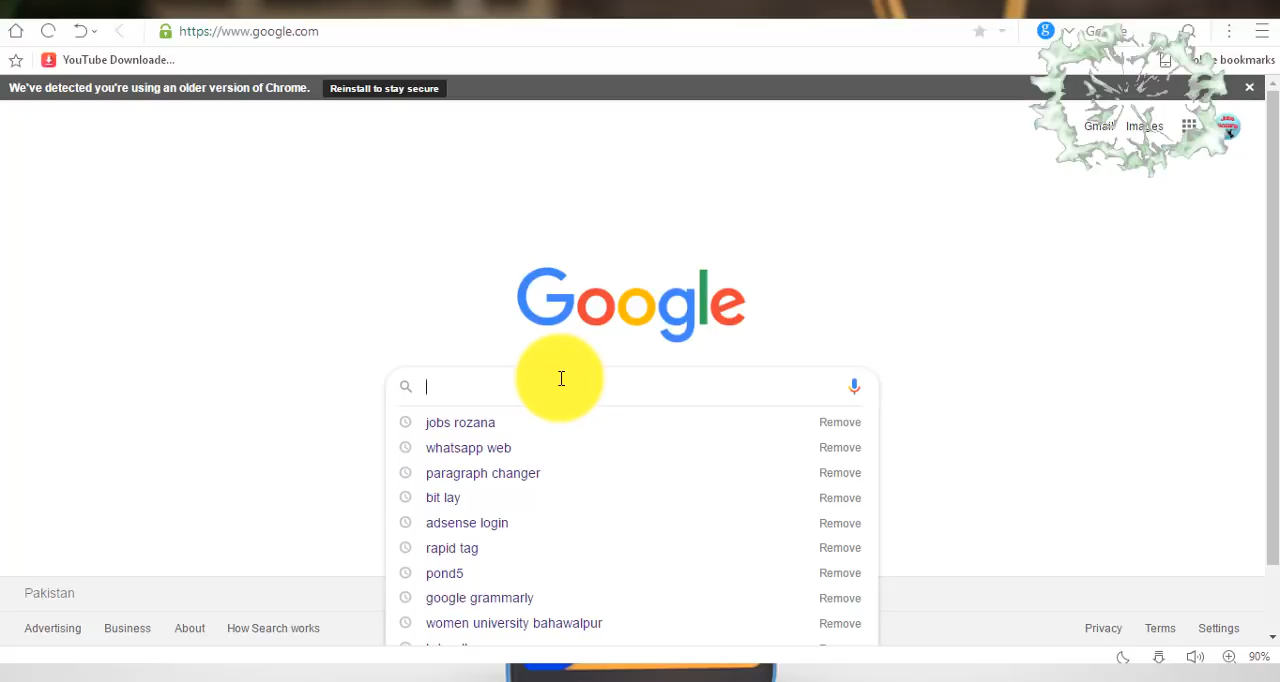 https://www.google.com
YouTube Downloade...
bookmarks
We've detected you're using an older version of Chrome.
Reinstall to stay secure
Gmail
Images
Google
jobs rozana
Remove
whatsapp web
Remove
paragraph changer
Remove
bit lay
Remove
adsense login
Remove
rapid tag
Remove
pond5
Remove
google grammarly
Remove
women university bahawalpur
Remove
Pakistan
Advertising
Business
About
How Search works
Privacy
Terms
Settings
90%